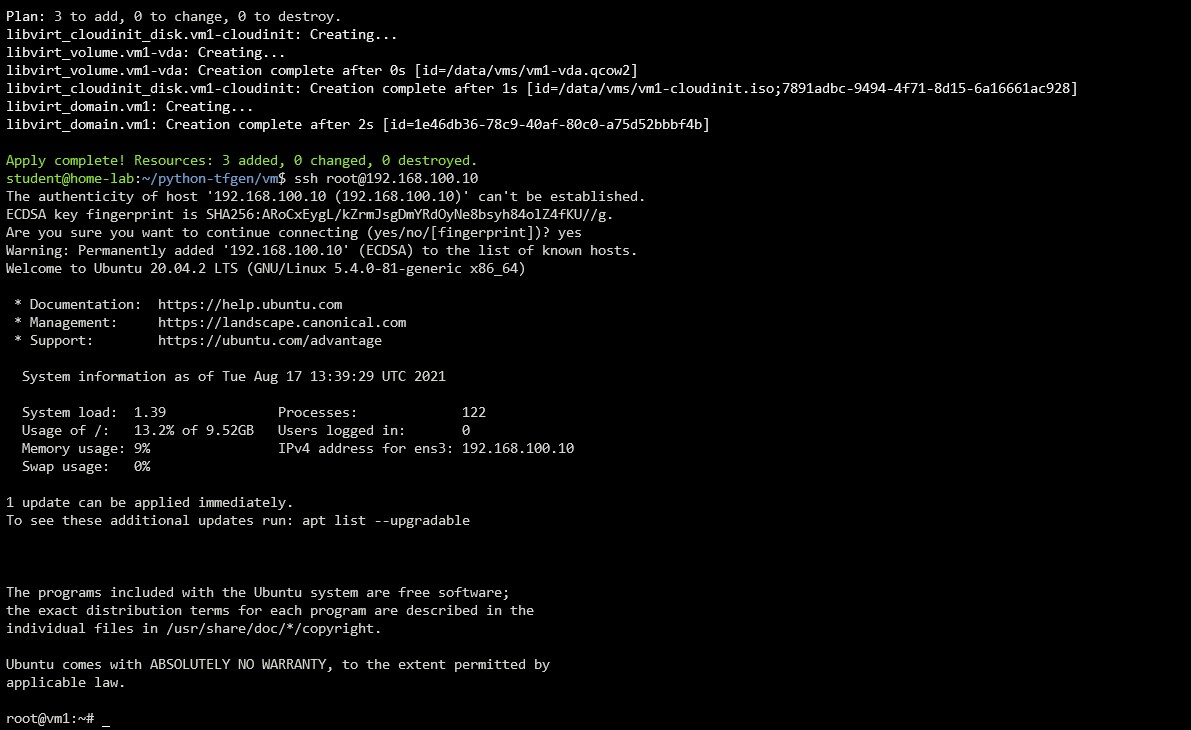 Plan: 3 to add, 0 to change, 0 to destroy.
libvirt_cloudinit_disk.vm1-cloudinit: Creating...
libvirt_volume.vm1-vda: Creating...
libvirt_volume.vm1-vda: Creation complete after 0s [id=/data/vms/vm1-vda.qcow2]
libvirt_cloudinit_disk.vm1-cloudinit: Creation complete after 1s [id=/data/vms/vm1-cloudinit.iso;7891adbc-9494-4f71-8d15-6a16661ac928]
libvirt_domain.vm1: Creating...
libvirt_domain.vm1: Creation complete after 2s [id=1e46db36-78c9-40af-80c0-a75d52bbbf4b]
Apply complete! Resources: 3 added, 0 changed, 0 destroyed.
student@home-lab:~/python-tfgen/vm$ ssh root@192.168.100.10
The authenticity of host '192.168.100.10 (192.168.100.10)' can't be established.
ECDSA key fingerprint is SHA256:ARoCxEygL/kZrmJsgDmYRdOyNe8bsyh84olZ4fKU//g.
Are you sure you want to continue connecting (yes/no/[fingerprint])? yes
Warning: Permanently added '192.168.100.10' (ECDSA) to the list of known hosts.
Welcome to Ubuntu 20.04.2 LTS (GNU/Linux 5.4.0-81-generic x86_64)
* Documentation:  https://help.ubuntu.com
* Management:     https://landscape.canonical.com
* Support:        https://ubuntu.com/advantage
System information as of Tue Aug 17 13:39:29 UTC 2021
System load:  1.39              Processes:             122
Usage of /:   13.2% of 9.52GB   Users logged in:       0
Memory usage: 9%                IPv4 address for ens3: 192.168.100.10
Swap usage:   0%
1 update can be applied immediately.
To see these additional updates run: apt list --upgradable
The programs included with the Ubuntu system are free software;
the exact distribution terms for each program are described in the
individual files in /usr/share/doc/*/copyright.
Ubuntu comes with ABSOLUTELY NO WARRANTY, to the extent permitted by
applicable law.
root@vm1:~# _